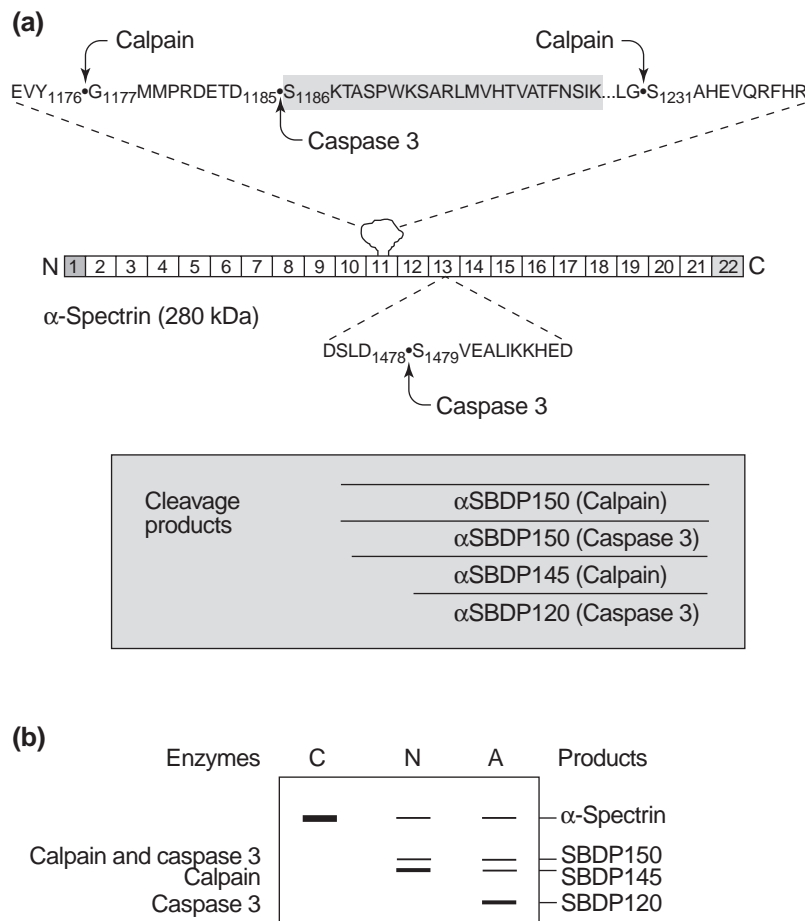 (a)
Calpain Calpain
EVY1176•G1177MMPRDETD1185•S1186KTASPWKSARLMVHTVATFNSIK...LG•S1231AHEVQRFHR
Caspase 3
N 1 2 3 4 5 6 7 8 9 10 11 12 13 14 15 16 17 18 19 20 21 22 C
α-Spectrin (280 kDa)
DSLD1478•S1479VEALIKKHED
Caspase 3
Cleavage
products
αSBDP150 (Calpain)
αSBDP150 (Caspase 3)
αSBDP145 (Calpain)
αSBDP120 (Caspase 3)
(b)
Enzymes C N A Products
α-Spectrin
Calpain and caspase 3 SBDP150
Calpain SBDP145
Caspase 3 SBDP120